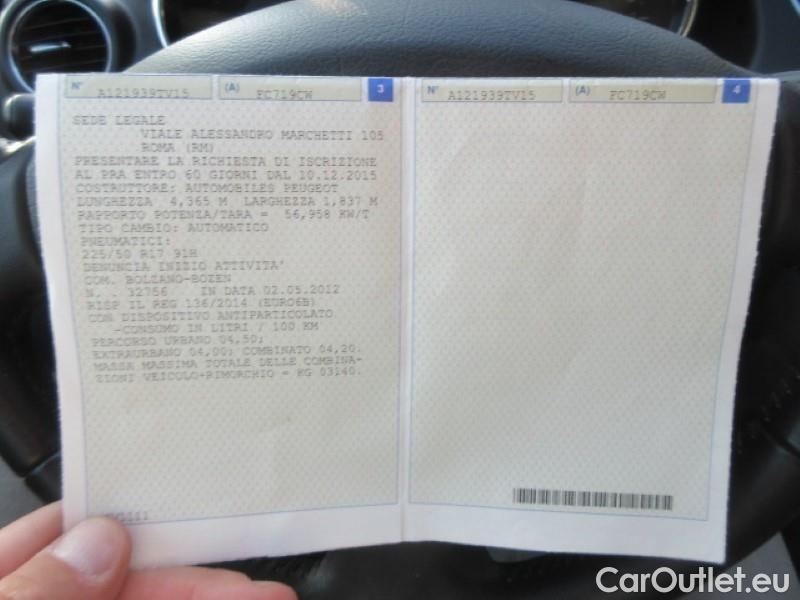 N° A121939TV15 (A) FC719CW 3
SEDE LEGALE
VIALE ALESSANDRO MARCHETTI 105
ROMA (RM)
PRESENTARE LA RICHIESTA DI ISCRIZIONE
AL PRA ENTRO 60 GIORNI DAL 10.12.2015
COSTRUTTORE: AUTOMOBILES PEUGEOT
LUNGHEZZA 4,365 M LARGHEZZA 1,837 M
RAPPORTO POTENZA/TARA = 56,958 KW/T
TIPO CAMBIO: AUTOMATICO
PNEUMATICI:
225/50 R17 91H
DENUNCIA INIZIO ATTIVITA'
COM. BOLZANO-BOZEN
N. . 32756 IN DATA 02.05.2012
RISP IL REG 136/2014 (EURO6B)
CON DISPOSITIVO ANTIPARTICOLATO
-CONSUMO IN LITRI / 100 KM
PERCORSO URBANO 04,50;
EXTRAURBANO 04,00; COMBINATO 04,20.
MASSA MASSIMA TOTALE DELLE COMBINA-
ZIONI VEICOLO+RIMORCHIO = KG 03140.
N° A121939TV15 (A) FC719CW 4
CarOutlet.eu